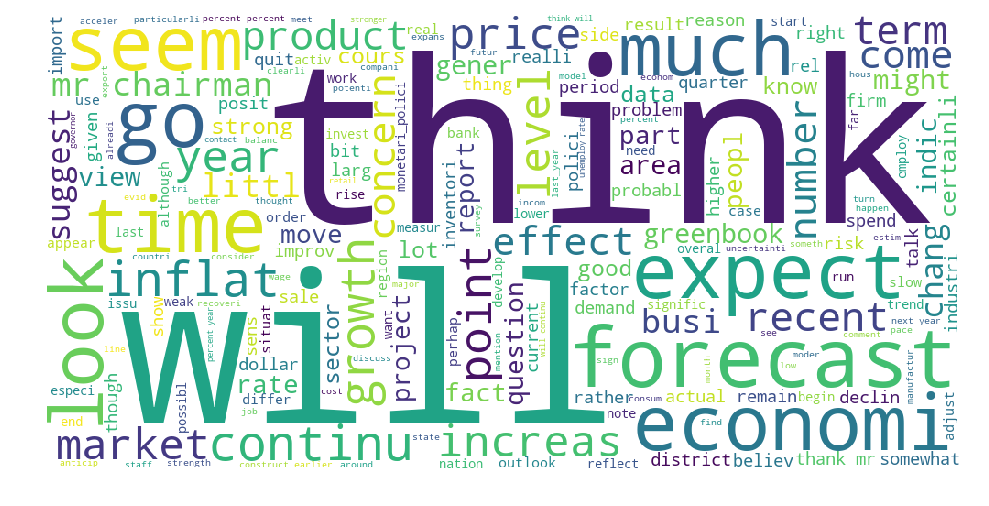 import
acceler
particularli
percent percent
meet
stronger
think will
start
seem
product
real
price
side
result
reason
right
term
expans
quit
activ
cours
futur
realli
much
come
clearli
compani
gener
thing
model
econom
hous
rel
mr chairman
export
work
potenti
period
quarter
data
know
might
think
go
use
posit
monetari_polici
level
problem
percent
firm
suggest
given
governor
alreadi
contact
balanc
strong
concern
invest
bank
polici
unemploy rate
part
need
number
far
employ
indic
certainli
year
bit
report
last year
area
peopl
view
although
tri
littl
larg
retail
rise
inventori
incom
probabl
higher
case
turn
happen
evid
better
thought
order
measur
survey
lower
spend
time
last
move
lot
effect
greenbook
talk
estim
appear
countri
consider
improv
overal
uncertainti
someth
risk
chang
industri
look
inflat
wage
region
major
point
develop
good
expect
run
slow
issu
show
weak
recoveri
sale
growth
project
factor
demand
signific
trend
will
sens
situat
sector
want
perhap
question
current
will continu
busi
recent
see
next year
line
percent year
dollar
discuss
mention
sign
forecast
month
moder
low
comment
pace
manufactur
especi
though
possibl
differ
rate
cost
fact
rather
note
consum
actual
remain
begin
declin
end
job
economi
find
adjust
market
continu
state
increas
anticip
staff
strength
construct
earlier
around
nation
outlook
reflect
district
believ
thank mr
somewhat